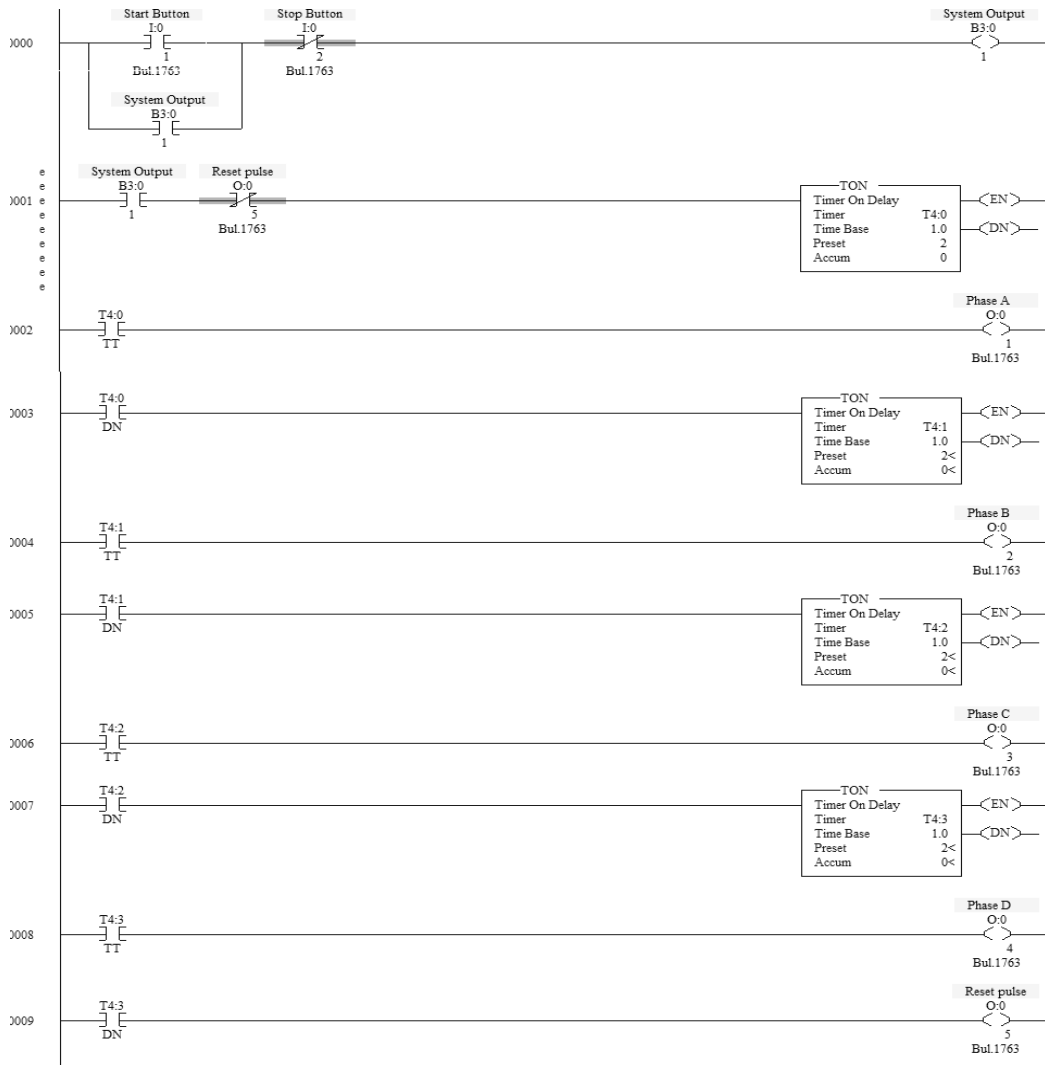 Start Button Stop Button System Output
I:0 I:0 B3:0
0000
1 2 1
Bul.1763 Bul.1763
System Output
B3:0
1
e
e
e
e
e
e
e
e
e
System Output Reset pulse
B3:0 O:0
0001
1 5
Bul.1763
TON
Timer On Delay EN
Timer T4:0
Time Base 1.0 DN
Preset 2
Accum 0
Phase A
T4:0 O:0
0002
TT 1
Bul.1763
T4:0
0003
DN
TON
Timer On Delay EN
Timer T4:1
Time Base 1.0 DN
Preset 2<
Accum 0<
Phase B
T4:1 O:0
0004
TT 2
Bul.1763
T4:1
0005
DN
TON
Timer On Delay EN
Timer T4:2
Time Base 1.0 DN
Preset 2<
Accum 0<
Phase C
T4:2 O:0
0006
TT 3
Bul.1763
T4:2
0007
DN
TON
Timer On Delay EN
Timer T4:3
Time Base 1.0 DN
Preset 2<
Accum 0<
Phase D
T4:3 O:0
0008
TT 4
Bul.1763
Reset pulse
T4:3 O:0
0009
DN 5
Bul.1763